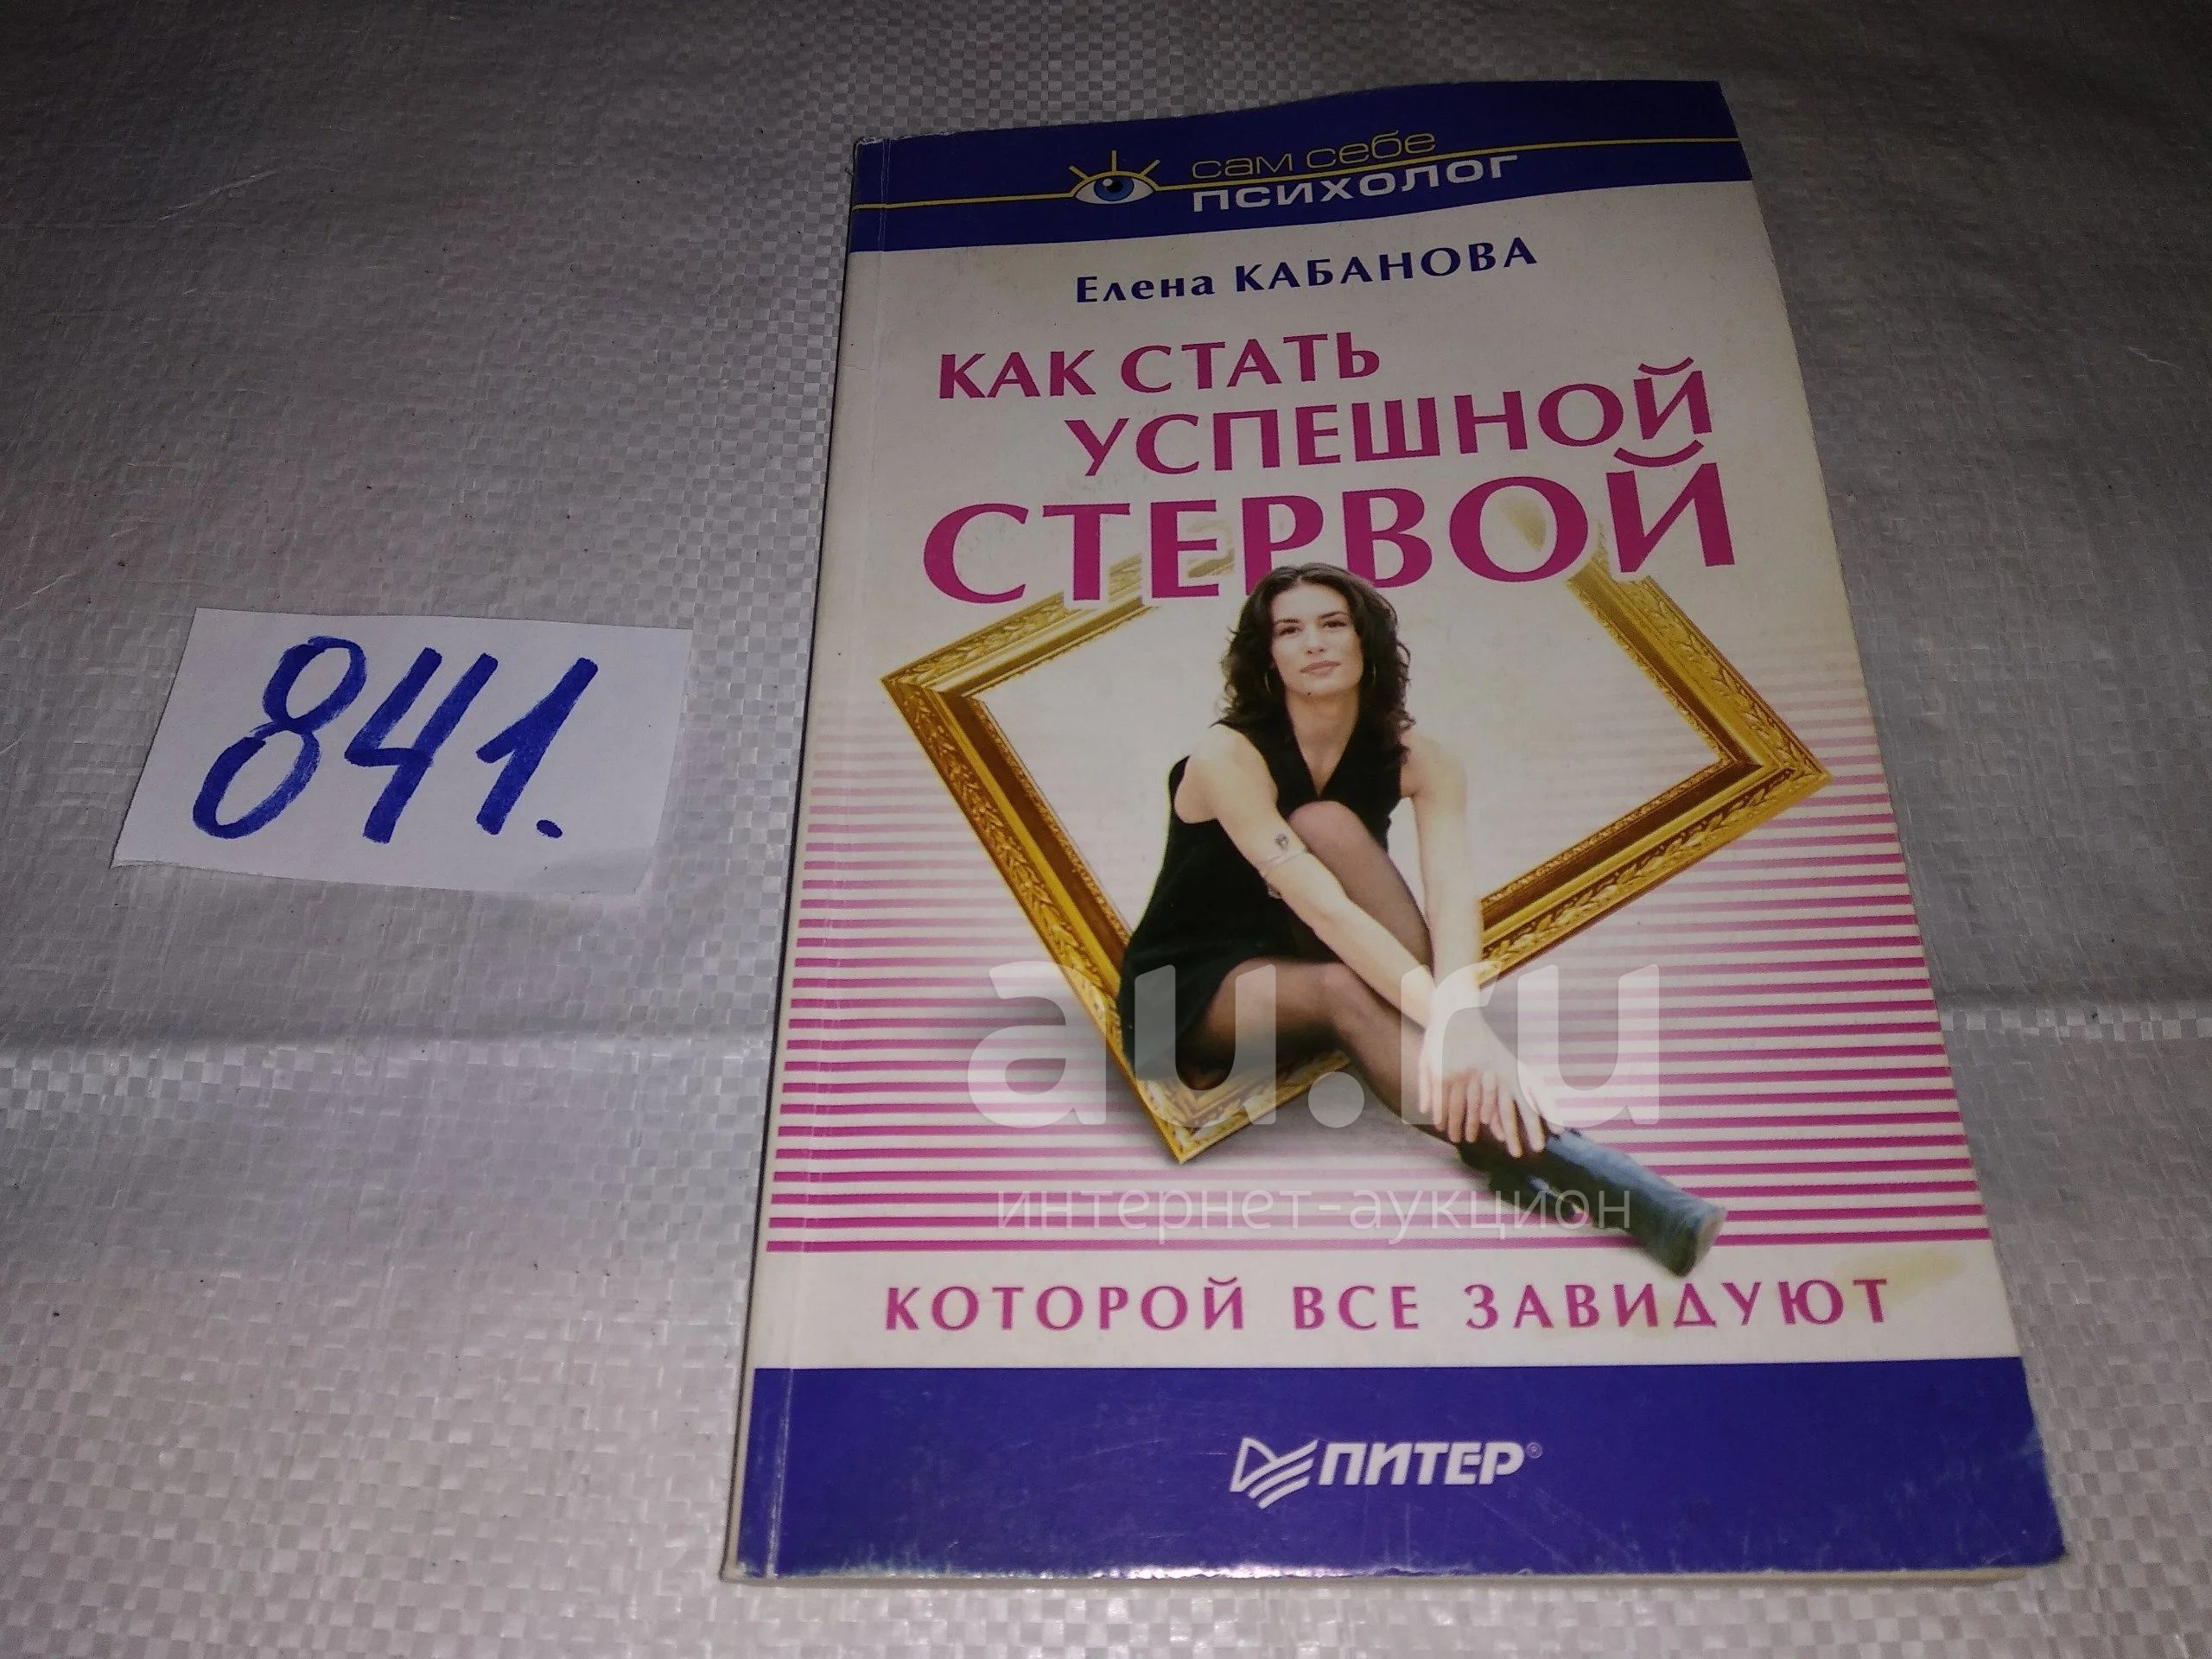 сам себе
ПСИХОЛОГ
Елена КАБАНОВА
КАК СТАТЬ
УСПЕШНОЙ
СТЕРВОЙ
841.
au.ru
интернет-аукцион
КОТОРОЙ ВСЕ ЗАВИДУЮТ
ПИТЕР®